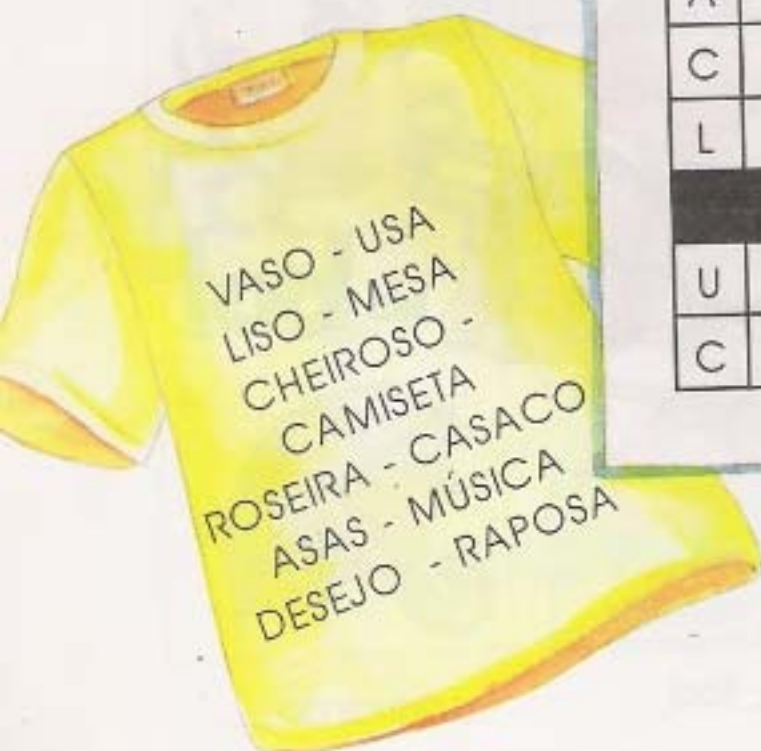 VASO - USA
LISO - MESA
CHEIROSO -
CAMISETA
ROSEIRA - CASACO
ASAS - MÚSICA
DESEJO - RAPOSA
A
C
L
U
C